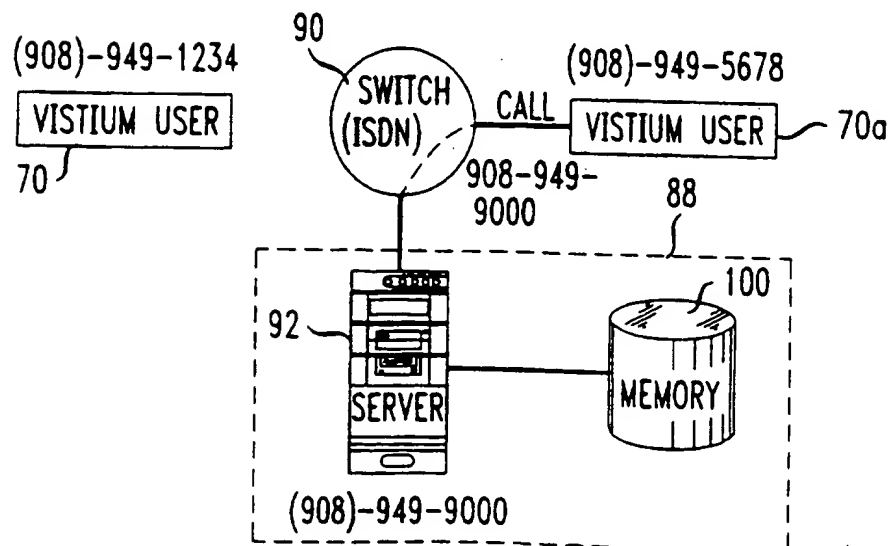 90
(908)-949-1234
(908)-949-5678
SWITCH
(ISDN)
CALL
VISTIUM USER
VISTIUM USER
70a
70
908-949-
9000
88
100
92
MEMORY
SERVER
(908)-949-9000